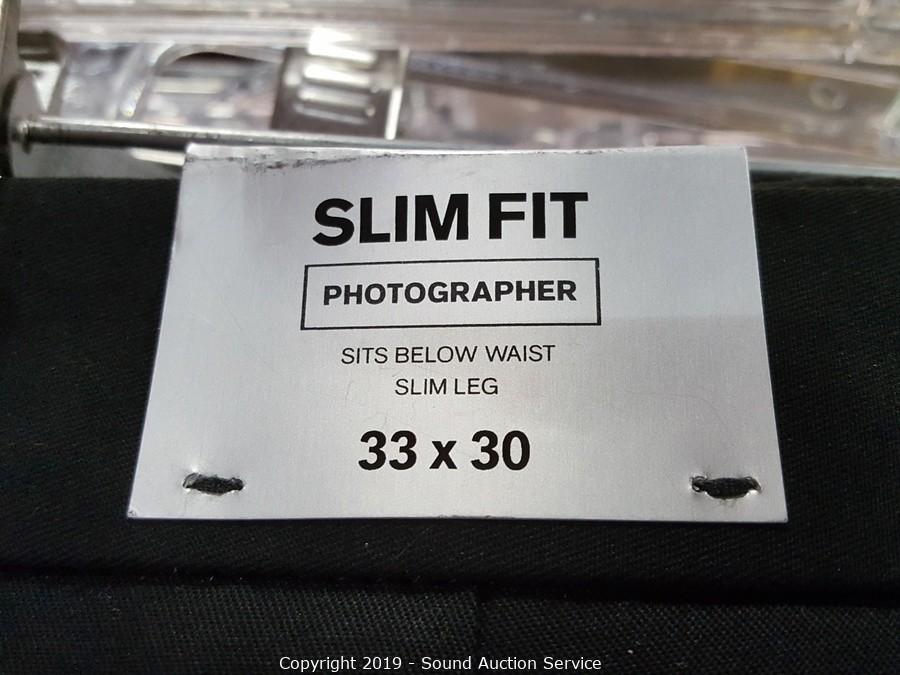 SLIM FIT
PHOTOGRAPHER
SITS BELOW WAIST
SLIM LEG
33 x 30
Copyright 2019 - Sound Auction Service